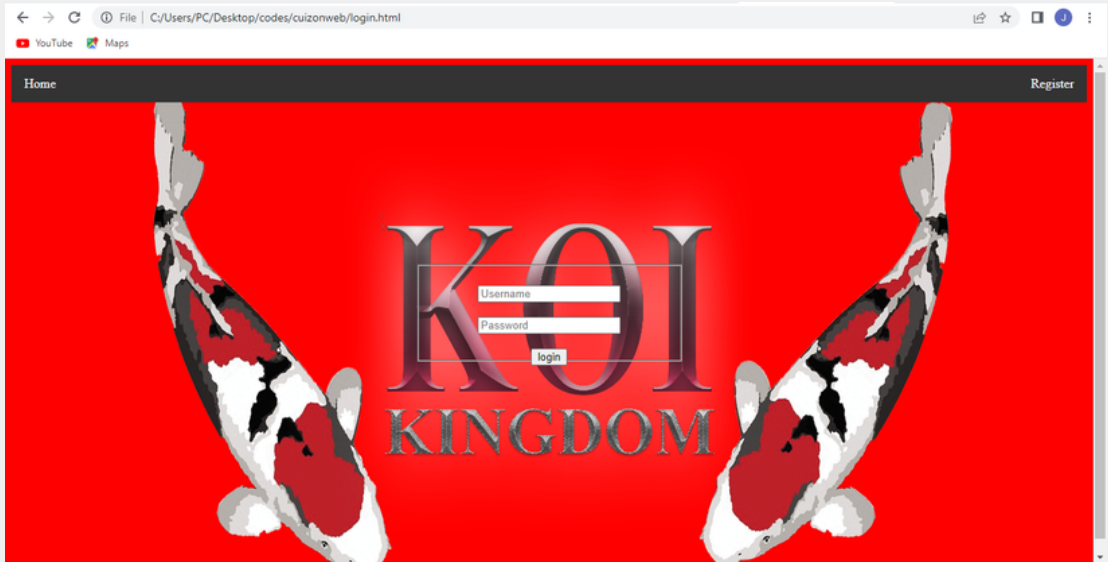 File | C:/Users/PC/Desktop/codes/cuizonweb/login.html
J
YouTube Maps
Home Register
KOI
Username
Password
login
KINGDOM